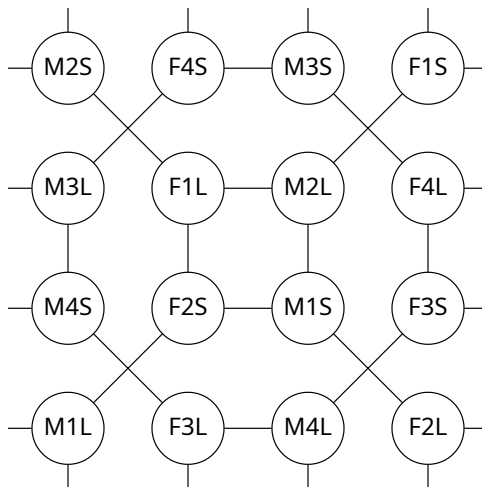 M2S F4S M3S F1S
M3L F1L M2L F4L
M4S F2S M1S F3S
M1L F3L M4L F2L